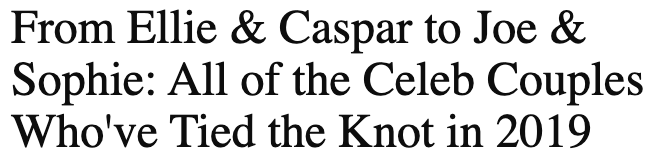 From Ellie & Caspar to Joe &
Sophie: All of the Celeb Couples
Who've Tied the Knot in 2019